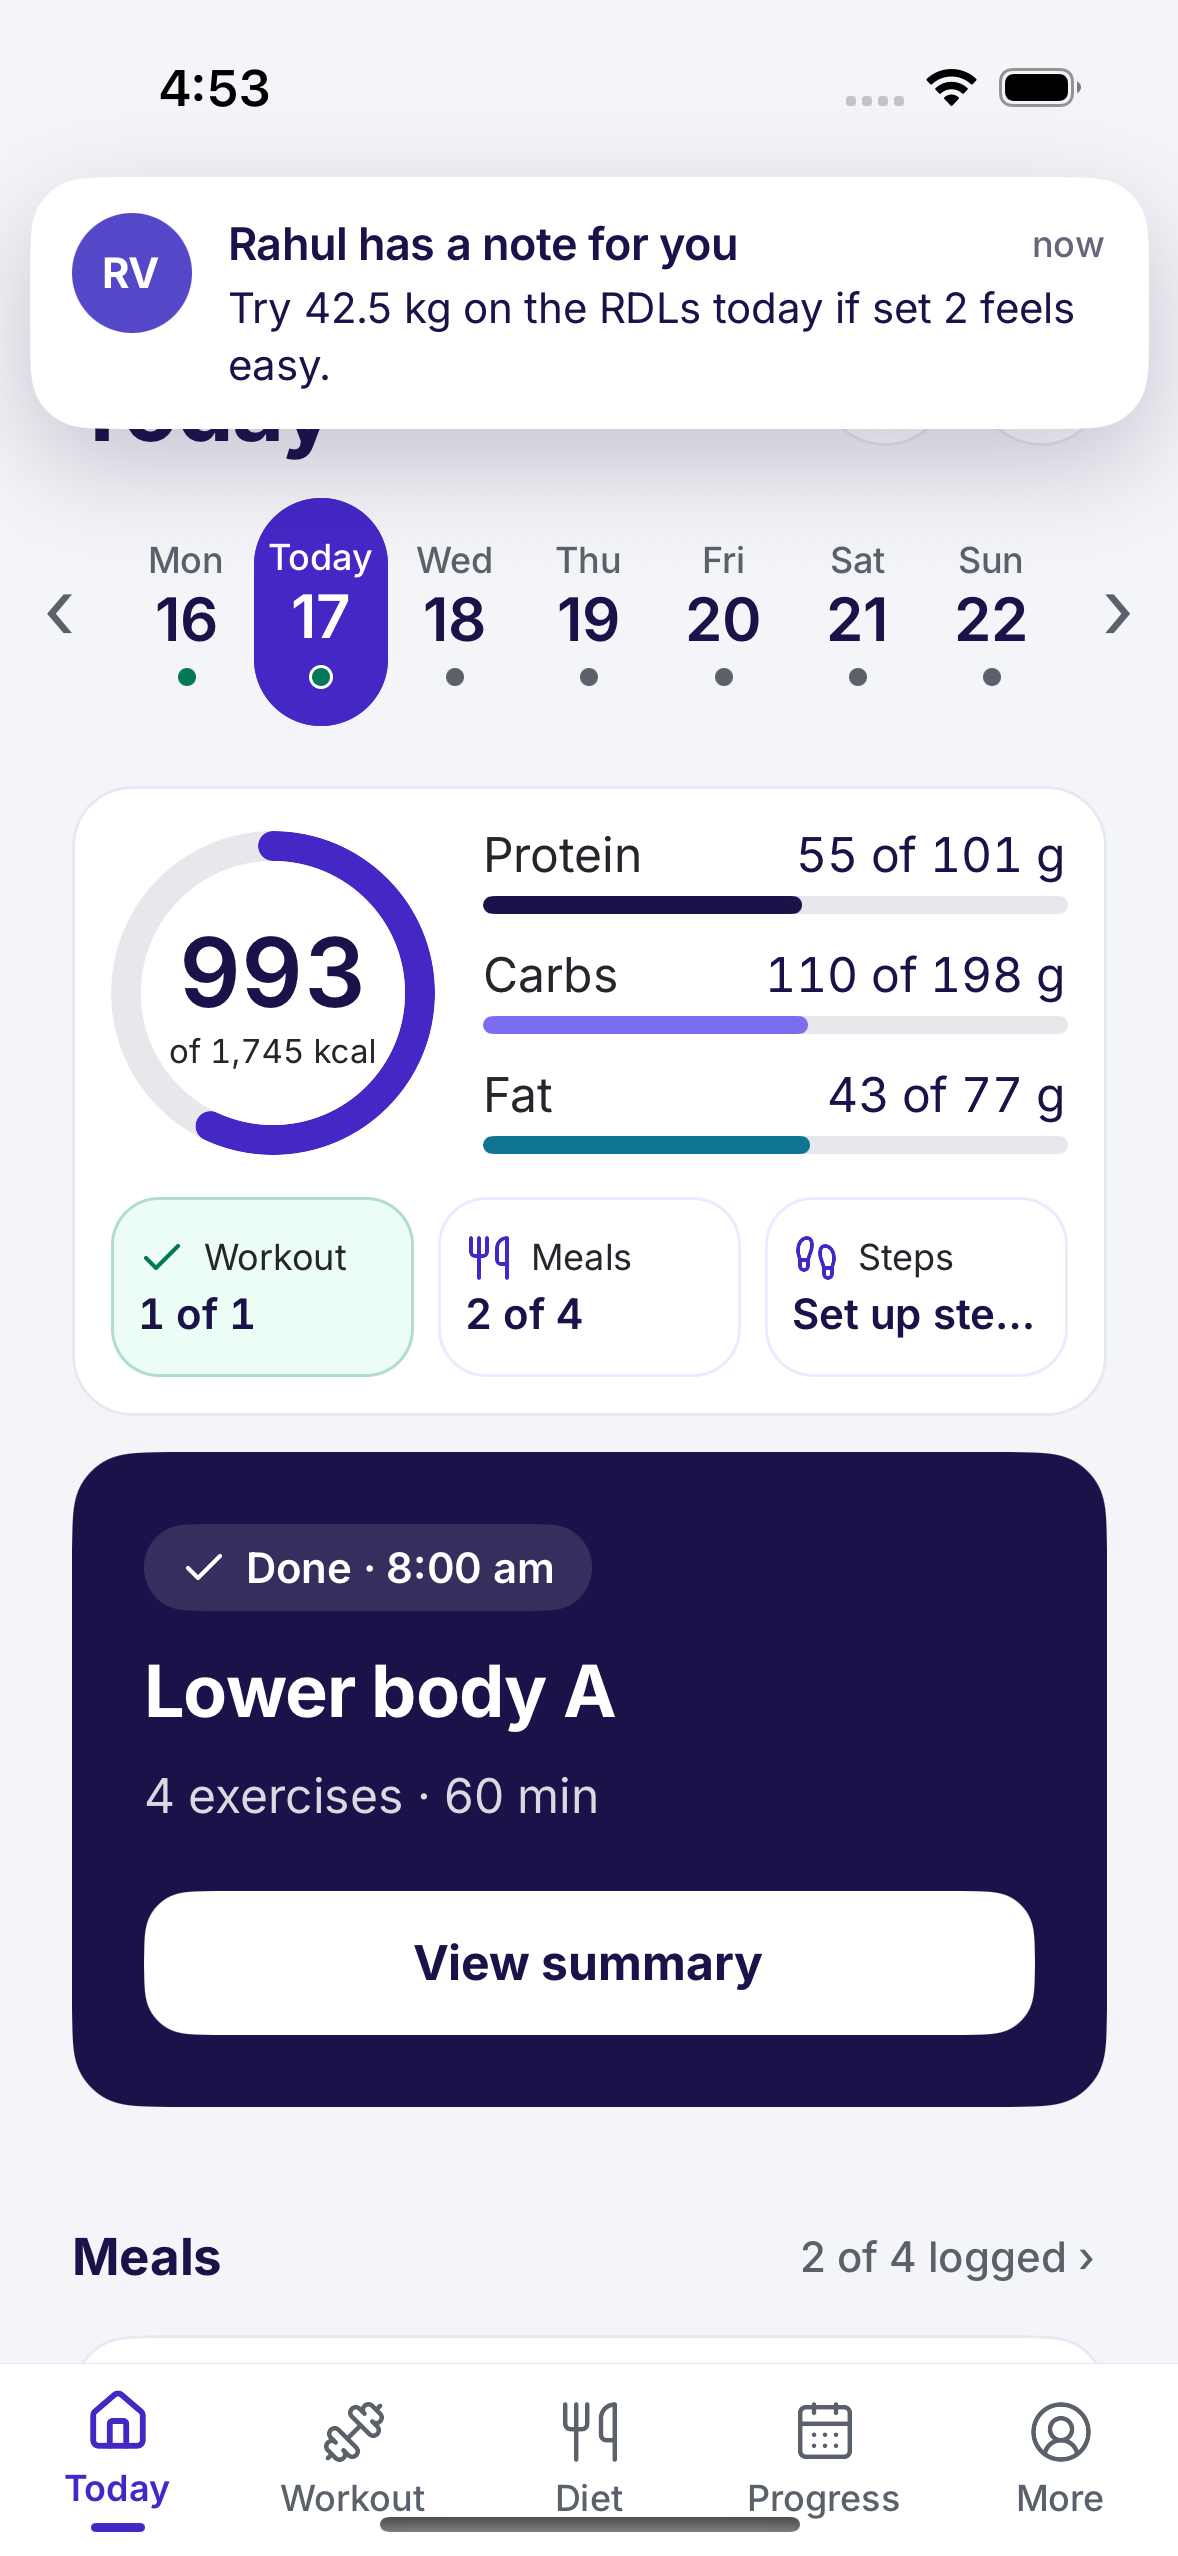 4:53
RV
Rahul has a note for you
now
Try 42.5 kg on the RDLs today if set 2 feels
easy.
Today
Mon
Today
Wed
Thu
Fri
Sat
Sun
16
17
18
19
20
21
22
Protein
55 of 101 g
Carbs
110 of 198 g
Fat
43 of 77 g
993
of 1,745 kcal
Workout
1 of 1
Meals
2 of 4
Steps
Set up ste...
Done · 8:00 am
Lower body A
4 exercises · 60 min
View summary
Meals
2 of 4 logged ›
Today
Workout
Diet
Progress
More